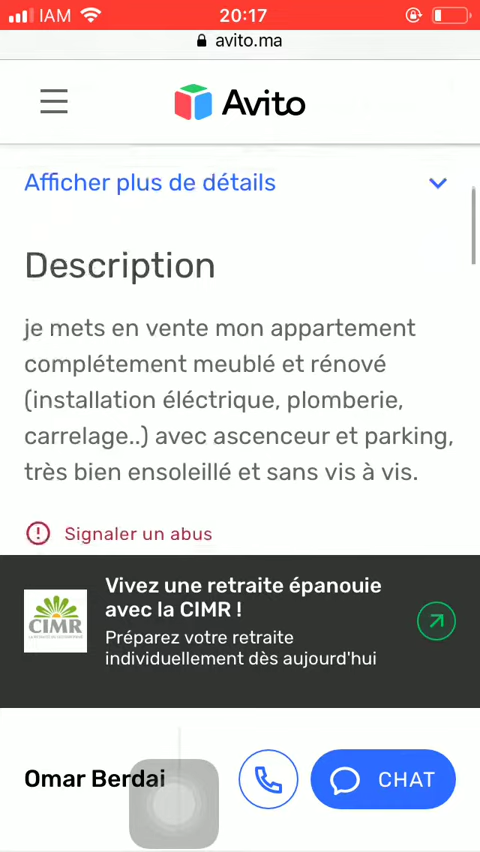 IAM 20:17
avito.ma
Avito
Afficher plus de détails
Description
je mets en vente mon appartement
complétement meublé et rénové
(installation éléctrique, plomberie,
carrelage..) avec ascenceur et parking,
très bien ensoleillé et sans vis à vis.
Signaler un abus
Vivez une retraite épanouie
avec la CIMR !
CIMR
Préparez votre retraite
individuellement dès aujourd'hui
Omar Berdai
CHAT